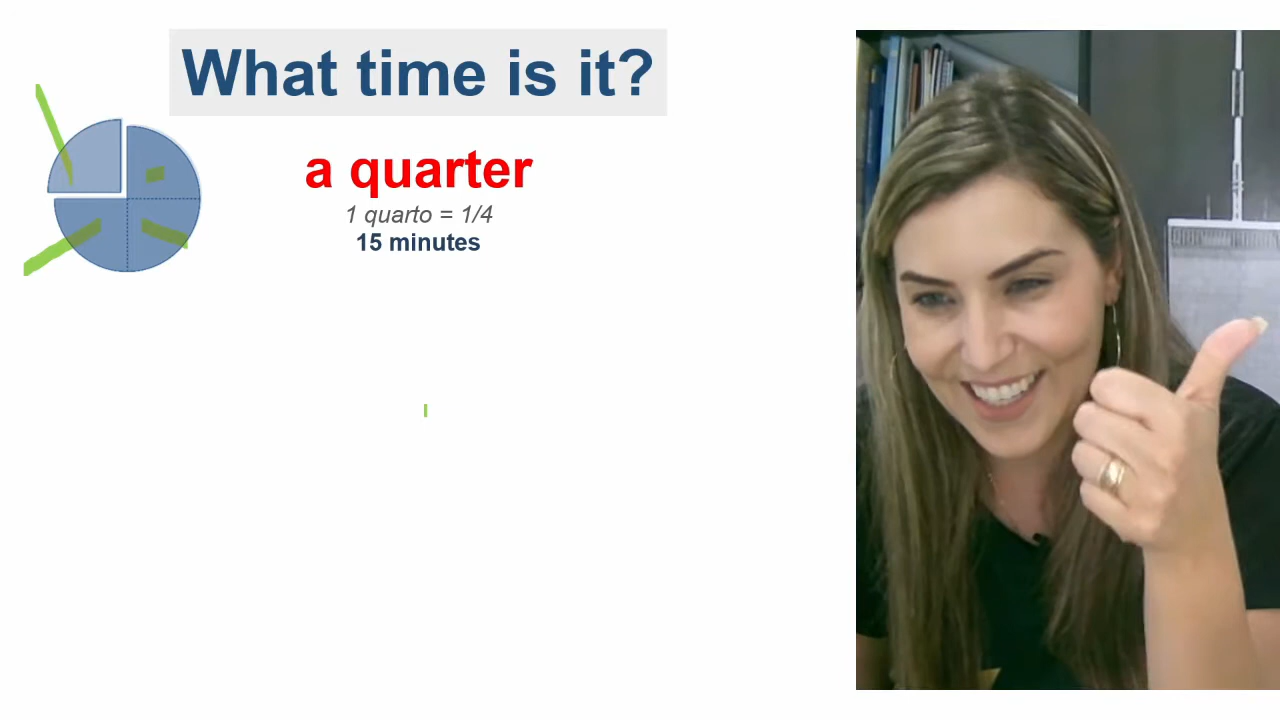 What time is it?
a quarter
1 quarto = 1/4
15 minutes